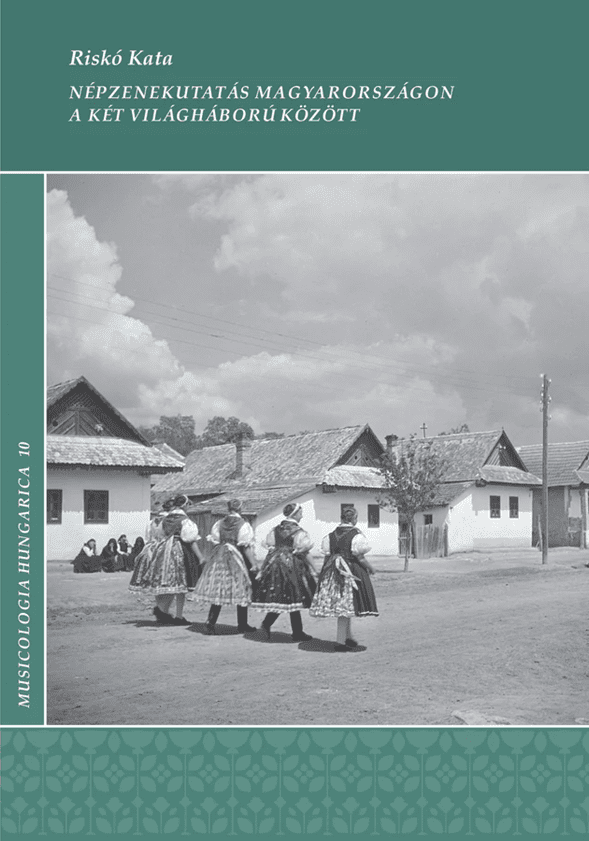 Riskó Kata
NÉPZENEKUTATÁS MAGYARORSZÁGON
A KÉT VILÁGHÁBORÚ KÖZÖTT
MUSICOLOGIA HUNGARICA 10